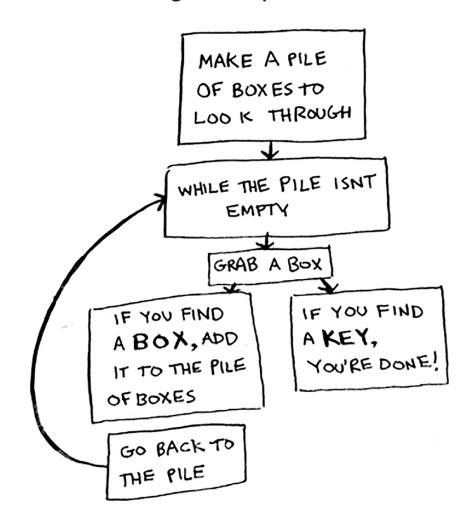 MAKE A PILE
OF BOXES TO
LOOK THROUGH
WHILE THE PILE ISNT
EMPTY
GRAB A BOX
IF YOU FIND
A BOX, ADD
IT TO THE PILE
OF BOXES
IF YOU FIND
A KEY,
YOU'RE DONE!
GO BACK TO
THE PILE